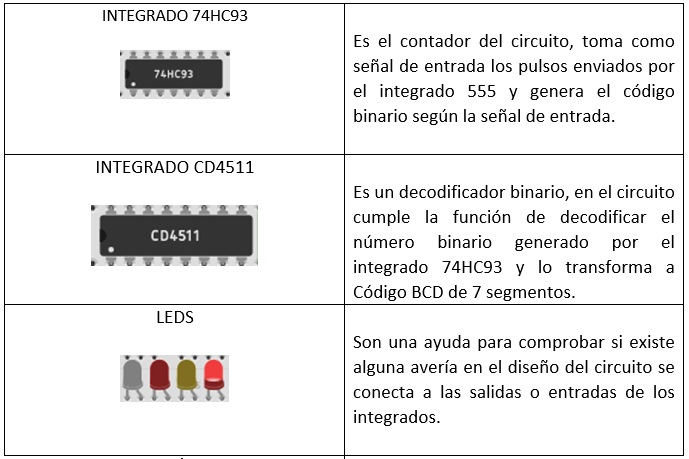 INTEGRADO 74HC93
74HC93
Es el contador del circuito, toma como
señal de entrada los pulsos enviados por
el integrado 555 y genera el código
binario según la señal de entrada.
INTEGRADO CD4511
CD4511
Es un decodificador binario, en el circuito
cumple la función de decodificar el
número binario generado por el
integrado 74HC93 y lo transforma a
Código BCD de 7 segmentos.
LEDS
Son una ayuda para comprobar si existe
alguna avería en el diseño del circuito se
conecta a las salidas o entradas de los
integrados.